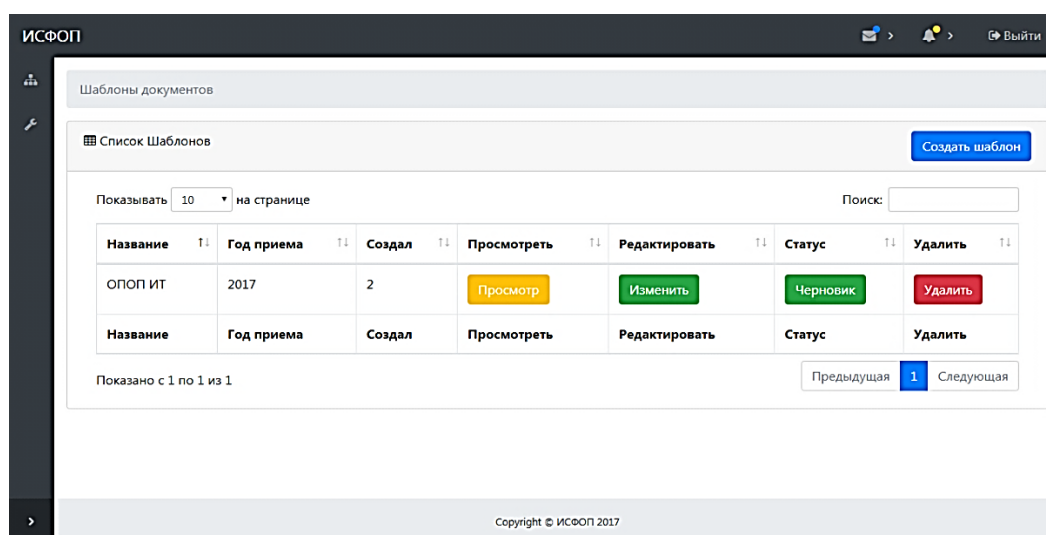 ИСФОП Выйти
Шаблоны документов
Список Шаблонов Создать шаблон
Показывать 10 на странице Поиск:
Название Год приема Создал Просмотреть Редактировать Статус Удалить
ОПОП ИТ 2017 2 Просмотр Изменить Черновик Удалить
Название Год приема Создал Просмотреть Редактировать Статус Удалить
Показано с 1 по 1 из 1 Предыдущая 1 Следующая
Copyright © ИСФОП 2017